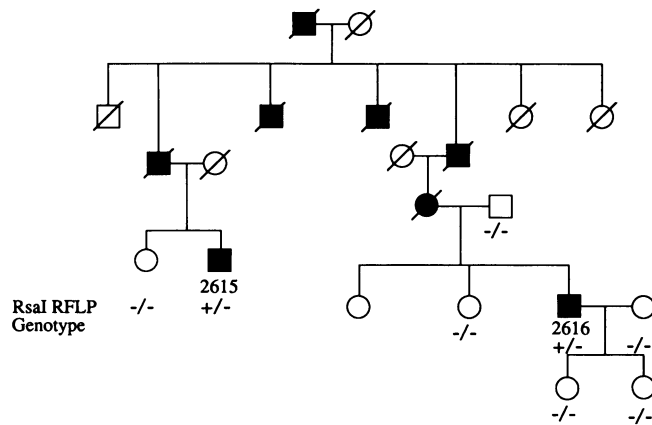 -/-
2615
RsaI RFLP -/- +/-
Genotype
-/- 2616
+/- -/-
-/- -/-